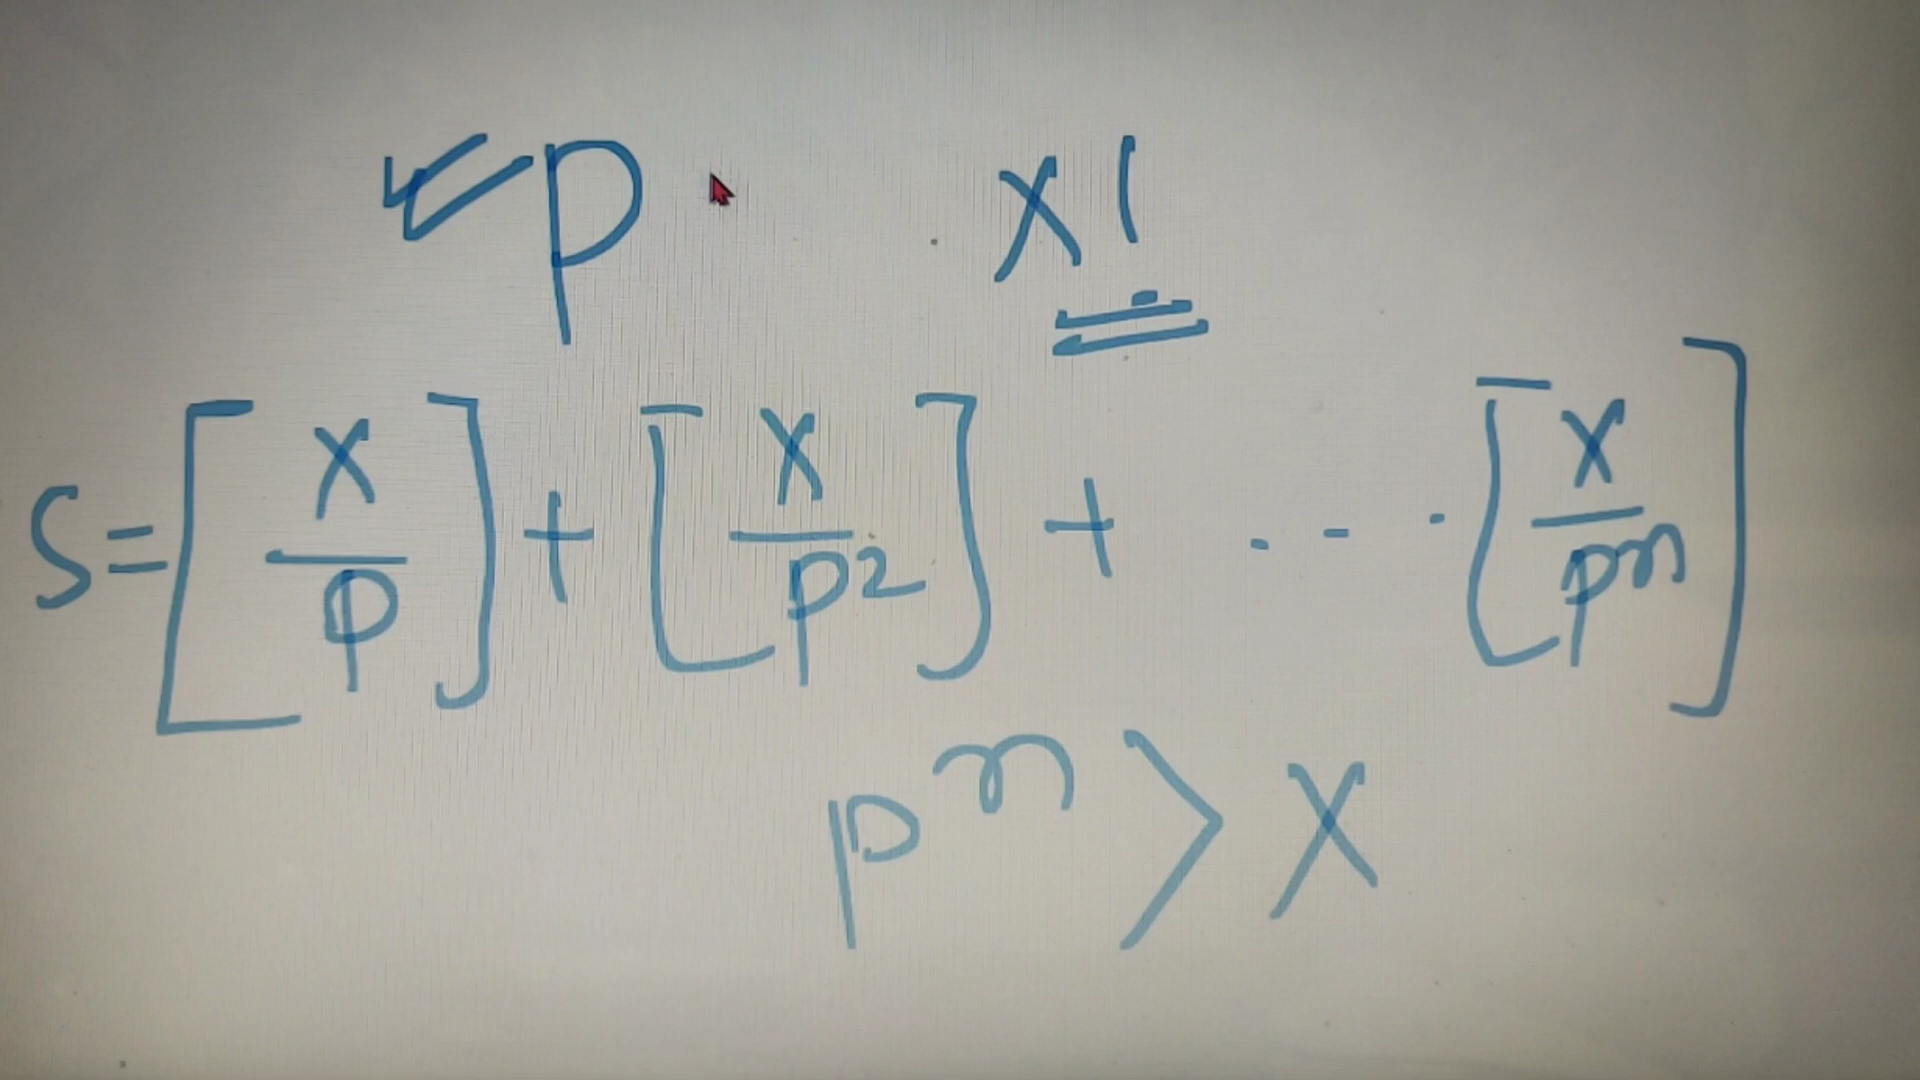 p x!
S = [x/p] + [x/p²] + - - · [x/pⁿ]
pⁿ > x